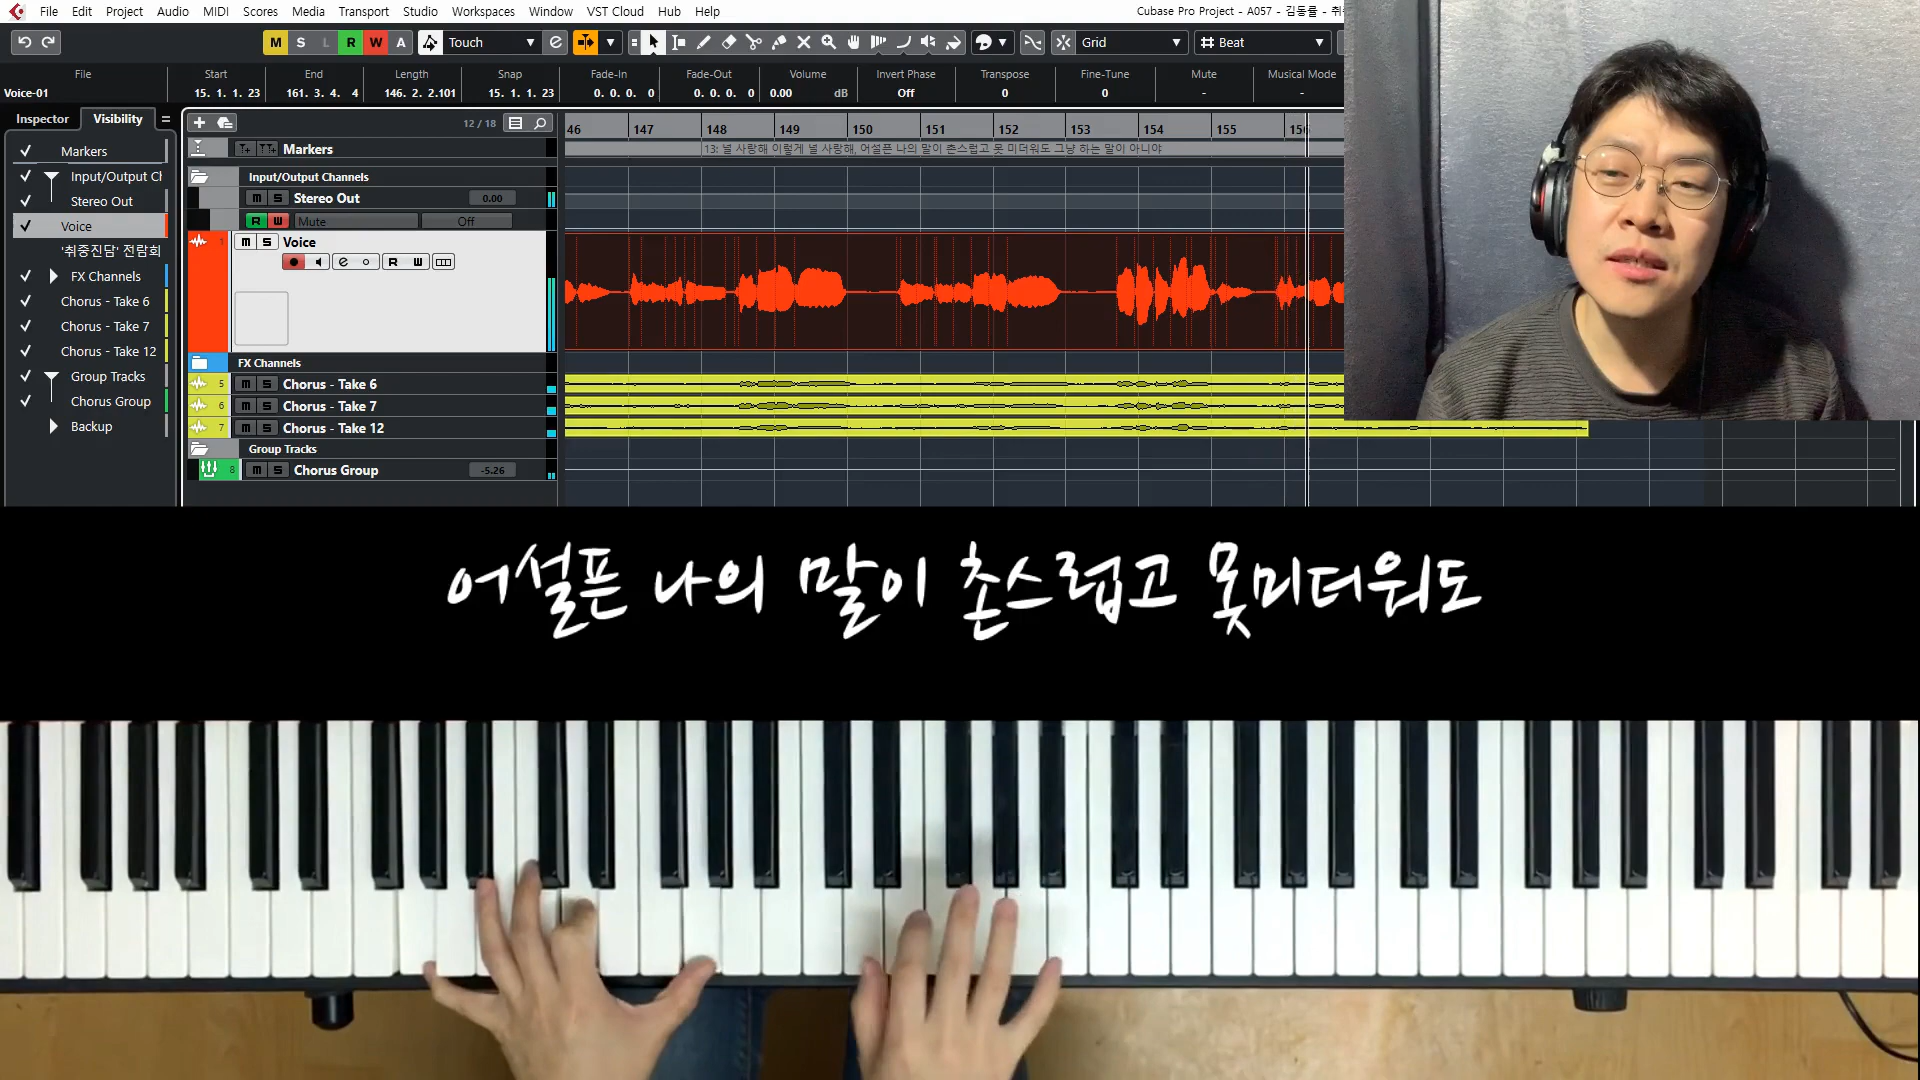 File Edit Project Audio MIDI Scores Media Transport Studio Workspaces Window VST Cloud Hub Help
Cubase Pro Project - A057 - 김동률 - 취
M S L R W A Touch Grid Beat
File Start End Length Snap Fade-In Fade-Out Volume Invert Phase Transpose Fine-Tune Mute Musical Mode
Voice-01 15. 1. 1. 23 161. 3. 4. 4 146. 2. 2.101 15. 1. 1. 23 0. 0. 0. 0 0. 0. 0. 0 0.00 dB Off 0 0 - -
Inspector Visibility
12 / 18
46 147 148 149 150 151 152 153 154 155 156
Markers
13: 널 사랑해 이렇게 널 사랑해, 어설픈 나의 말이 촌스럽고 못 미더워도 그냥 하는 말이 아니야
Markers
Input/Output Ch
Stereo Out
Voice
'취중진담' 전람회
FX Channels
Chorus - Take 6
Chorus - Take 7
Chorus - Take 12
Group Tracks
Chorus Group
Backup
Input/Output Channels
M S Stereo Out 0.00
R W Mute Off
1 M S Voice
R W
FX Channels
5 M S Chorus - Take 6
6 M S Chorus - Take 7
7 M S Chorus - Take 12
Group Tracks
8 M S Chorus Group -5.26
어설픈 나의 말이 촌스럽고 못미더워도